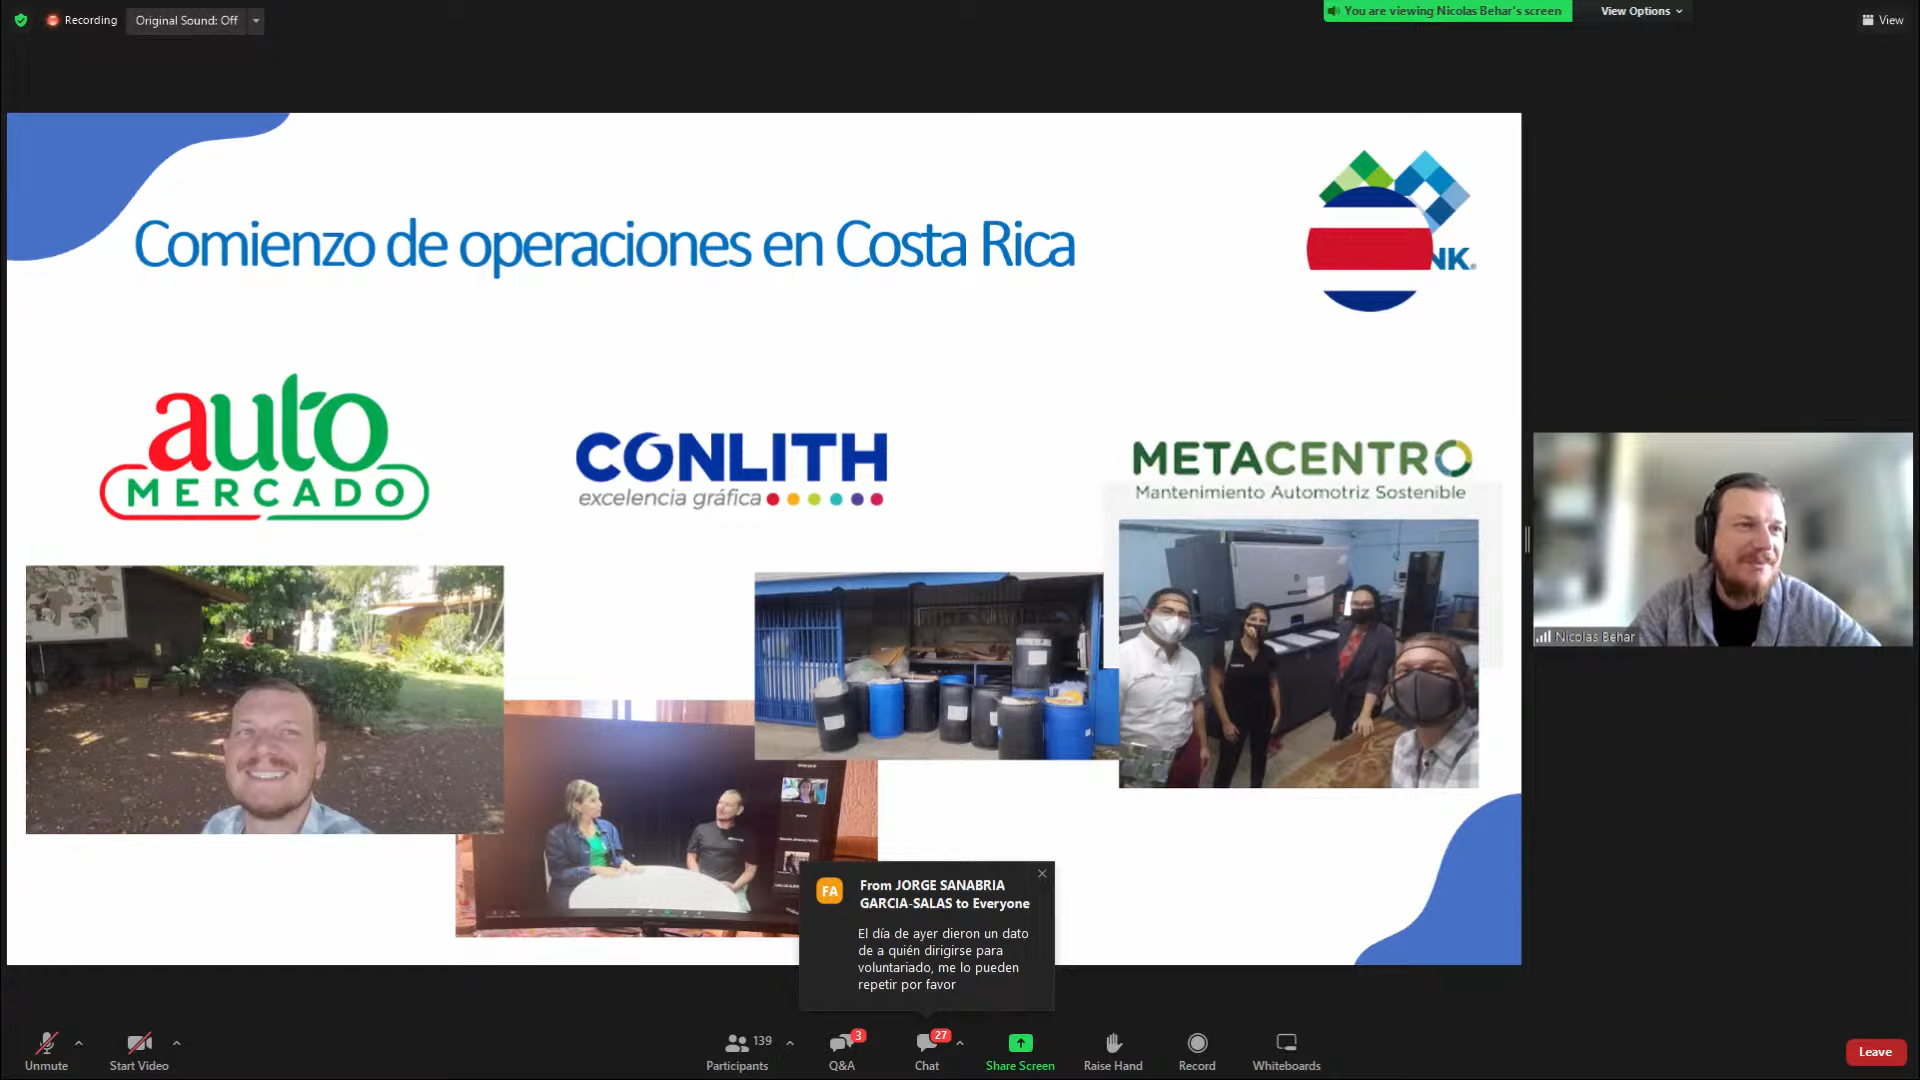 Recording
Original Sound: Off
You are viewing Nicolas Behar's screen
View Options
View
Comienzo de operaciones en Costa Rica
NK®
auto
MERCADO
CONLITH
excelencia gráfica
METACENTRO
Mantenimiento Automotriz Sostenible
Nicolas Behar
FA
From JORGE SANABRIA
GARCIA-SALAS to Everyone
El día de ayer dieron un dato
de a quién dirigirse para
voluntariado, me lo pueden
repetir por favor
Unmute
Start Video
139
Participants
3
Q&A
27
Chat
Share Screen
Raise Hand
Record
Whiteboards
Leave